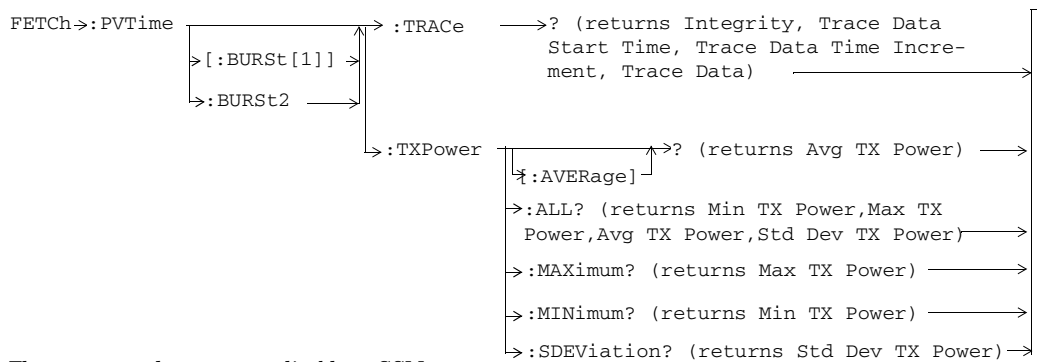 FETCh :PVTime :TRACe ? (returns Integrity, Trace Data
Start Time, Trace Data Time Incre-
ment, Trace Data)
[:BURSt[1]]
:BURSt2
:TXPower ? (returns Avg TX Power)
[:AVERage]
:ALL? (returns Min TX Power,Max TX
Power,Avg TX Power,Std Dev TX Power)
:MAXimum? (returns Max TX Power)
:MINimum? (returns Min TX Power)
:SDEViation? (returns Std Dev TX Power)